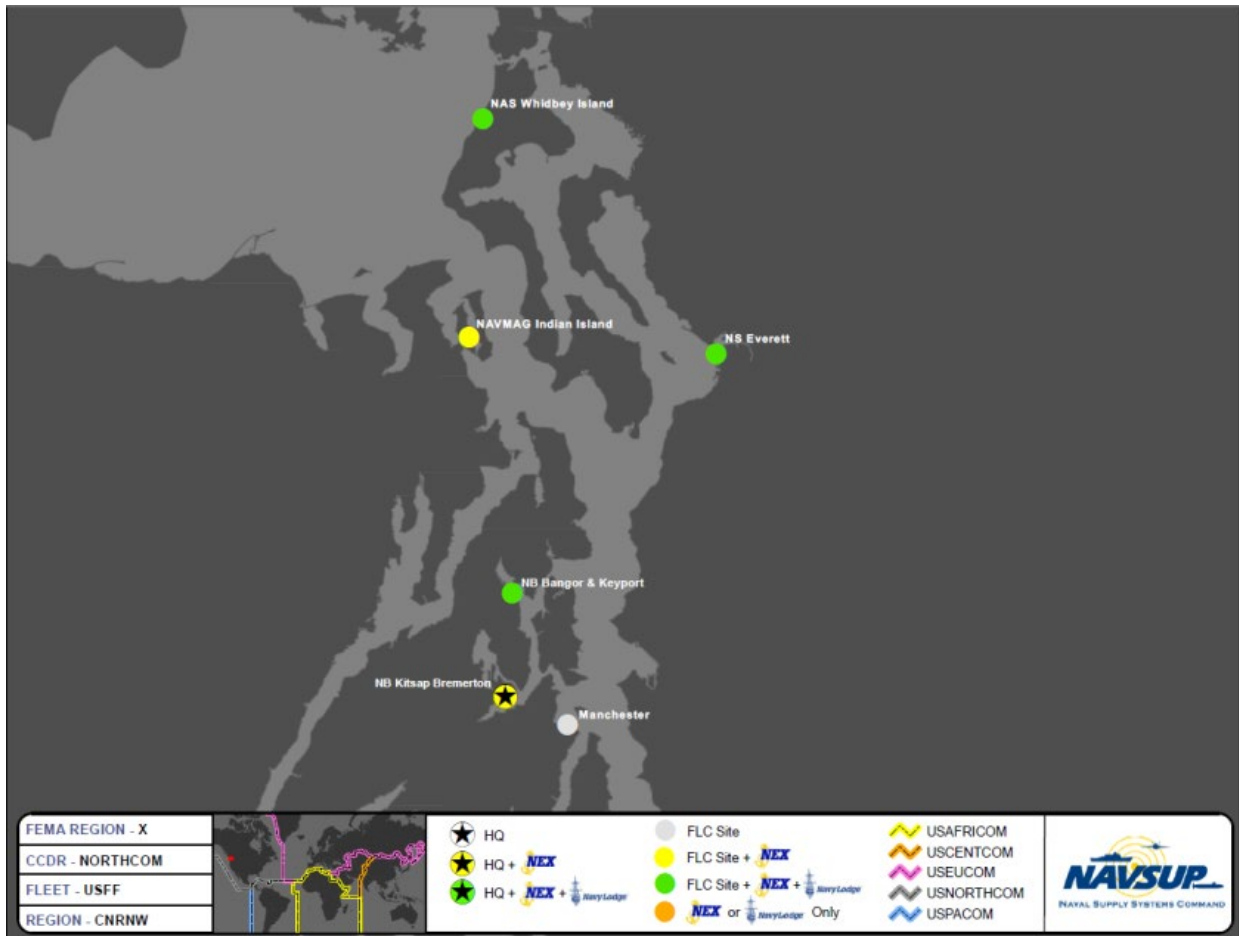 NAS Whidbey Island
NAVMAG Indian Island
NS Everett
NB Bangor & Keyport
NB Kitsap Bremerton
Manchester
FEMA REGION - X
CCDR - NORTHCOM
FLEET - USFF
REGION - CNRNW
HQ
HQ + NEX
HQ + NEX + Navy Lodge
FLC Site
FLC Site + NEX
FLC Site + NEX + Navy Lodge
NEX or Navy Lodge Only
USAFRICOM
USCENTCOM
USEUCOM
USNORTHCOM
USPACOM
NAVSUP
NAVAL SUPPLY SYSTEMS COMMAND